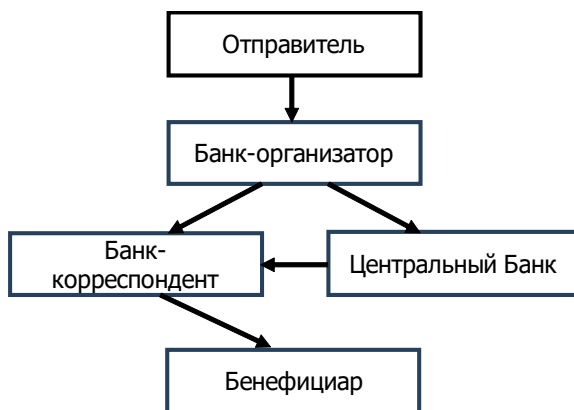 Отправитель
Банк-организатор
Банк-
корреспондент
Центральный Банк
Бенефициар